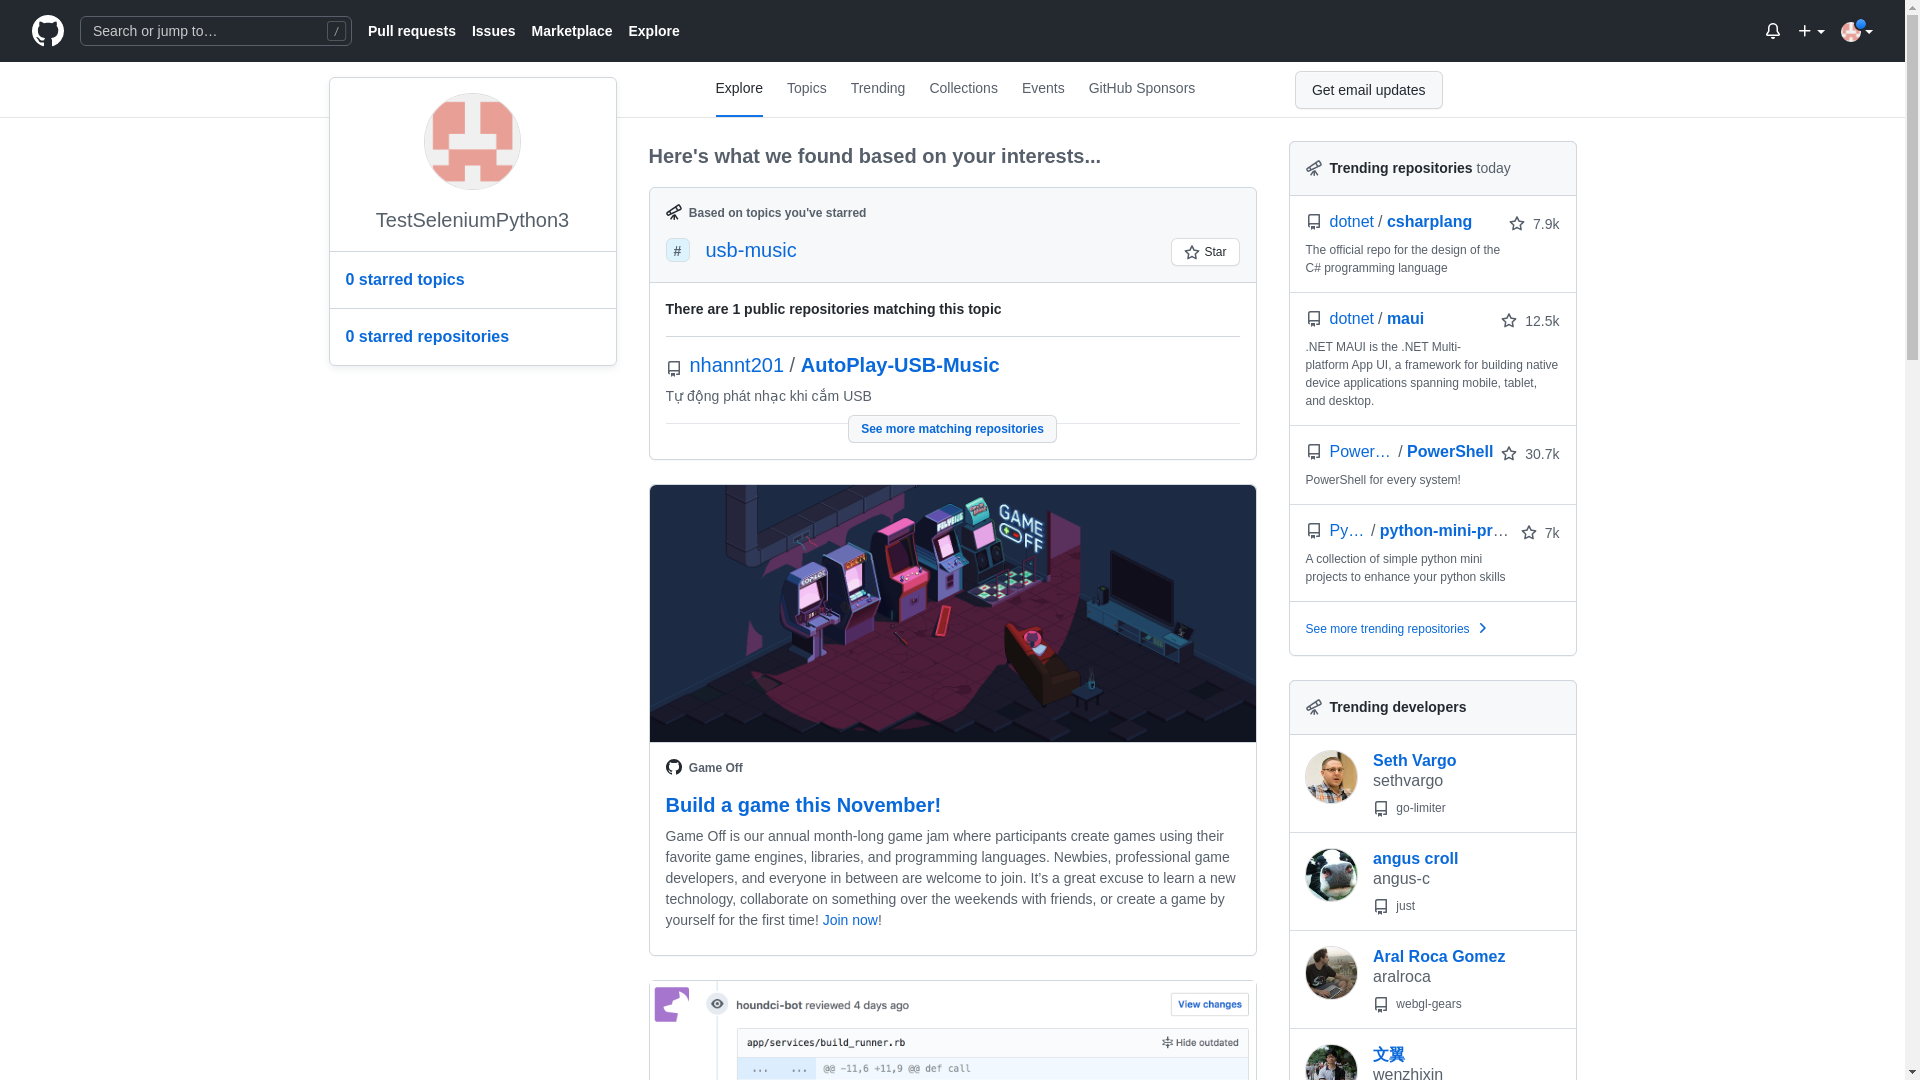 Search or jump to…
/
Pull requests
Issues
Marketplace
Explore
Explore
Topics
Trending
Collections
Events
GitHub Sponsors
Get email updates
TestSeleniumPython3
0 starred topics
0 starred repositories
Here's what we found based on your interests...
Based on topics you've starred
# usb-music
Star
There are 1 public repositories matching this topic
nhannt201 / AutoPlay-USB-Music
Tự động phát nhạc khi cắm USB
See more matching repositories
GAME
OFF
Game Off
Build a game this November!
Game Off is our annual month-long game jam where participants create games using their
favorite game engines, libraries, and programming languages. Newbies, professional game
developers, and everyone in between are welcome to join. It's a great excuse to learn a new
technology, collaborate on something over the weekends with friends, or create a game by
yourself for the first time! Join now!
houndci-bot reviewed 4 days ago
View changes
app/services/build_runner.rb
Hide outdated
... ... @@ -11,6 +11,9 @@ def call
Trending repositories today
dotnet / csharplang
7.9k
The official repo for the design of the
C# programming language
dotnet / maui
12.5k
.NET MAUI is the .NET Multi-
platform App UI, a framework for building native
device applications spanning mobile, tablet,
and desktop.
Power… / PowerShell
30.7k
PowerShell for every system!
Py… / python-mini-pr…
7k
A collection of simple python mini
projects to enhance your python skills
See more trending repositories
Trending developers
Seth Vargo
sethvargo
go-limiter
angus croll
angus-c
just
Aral Roca Gomez
aralroca
webgl-gears
文翼
wenzhixin